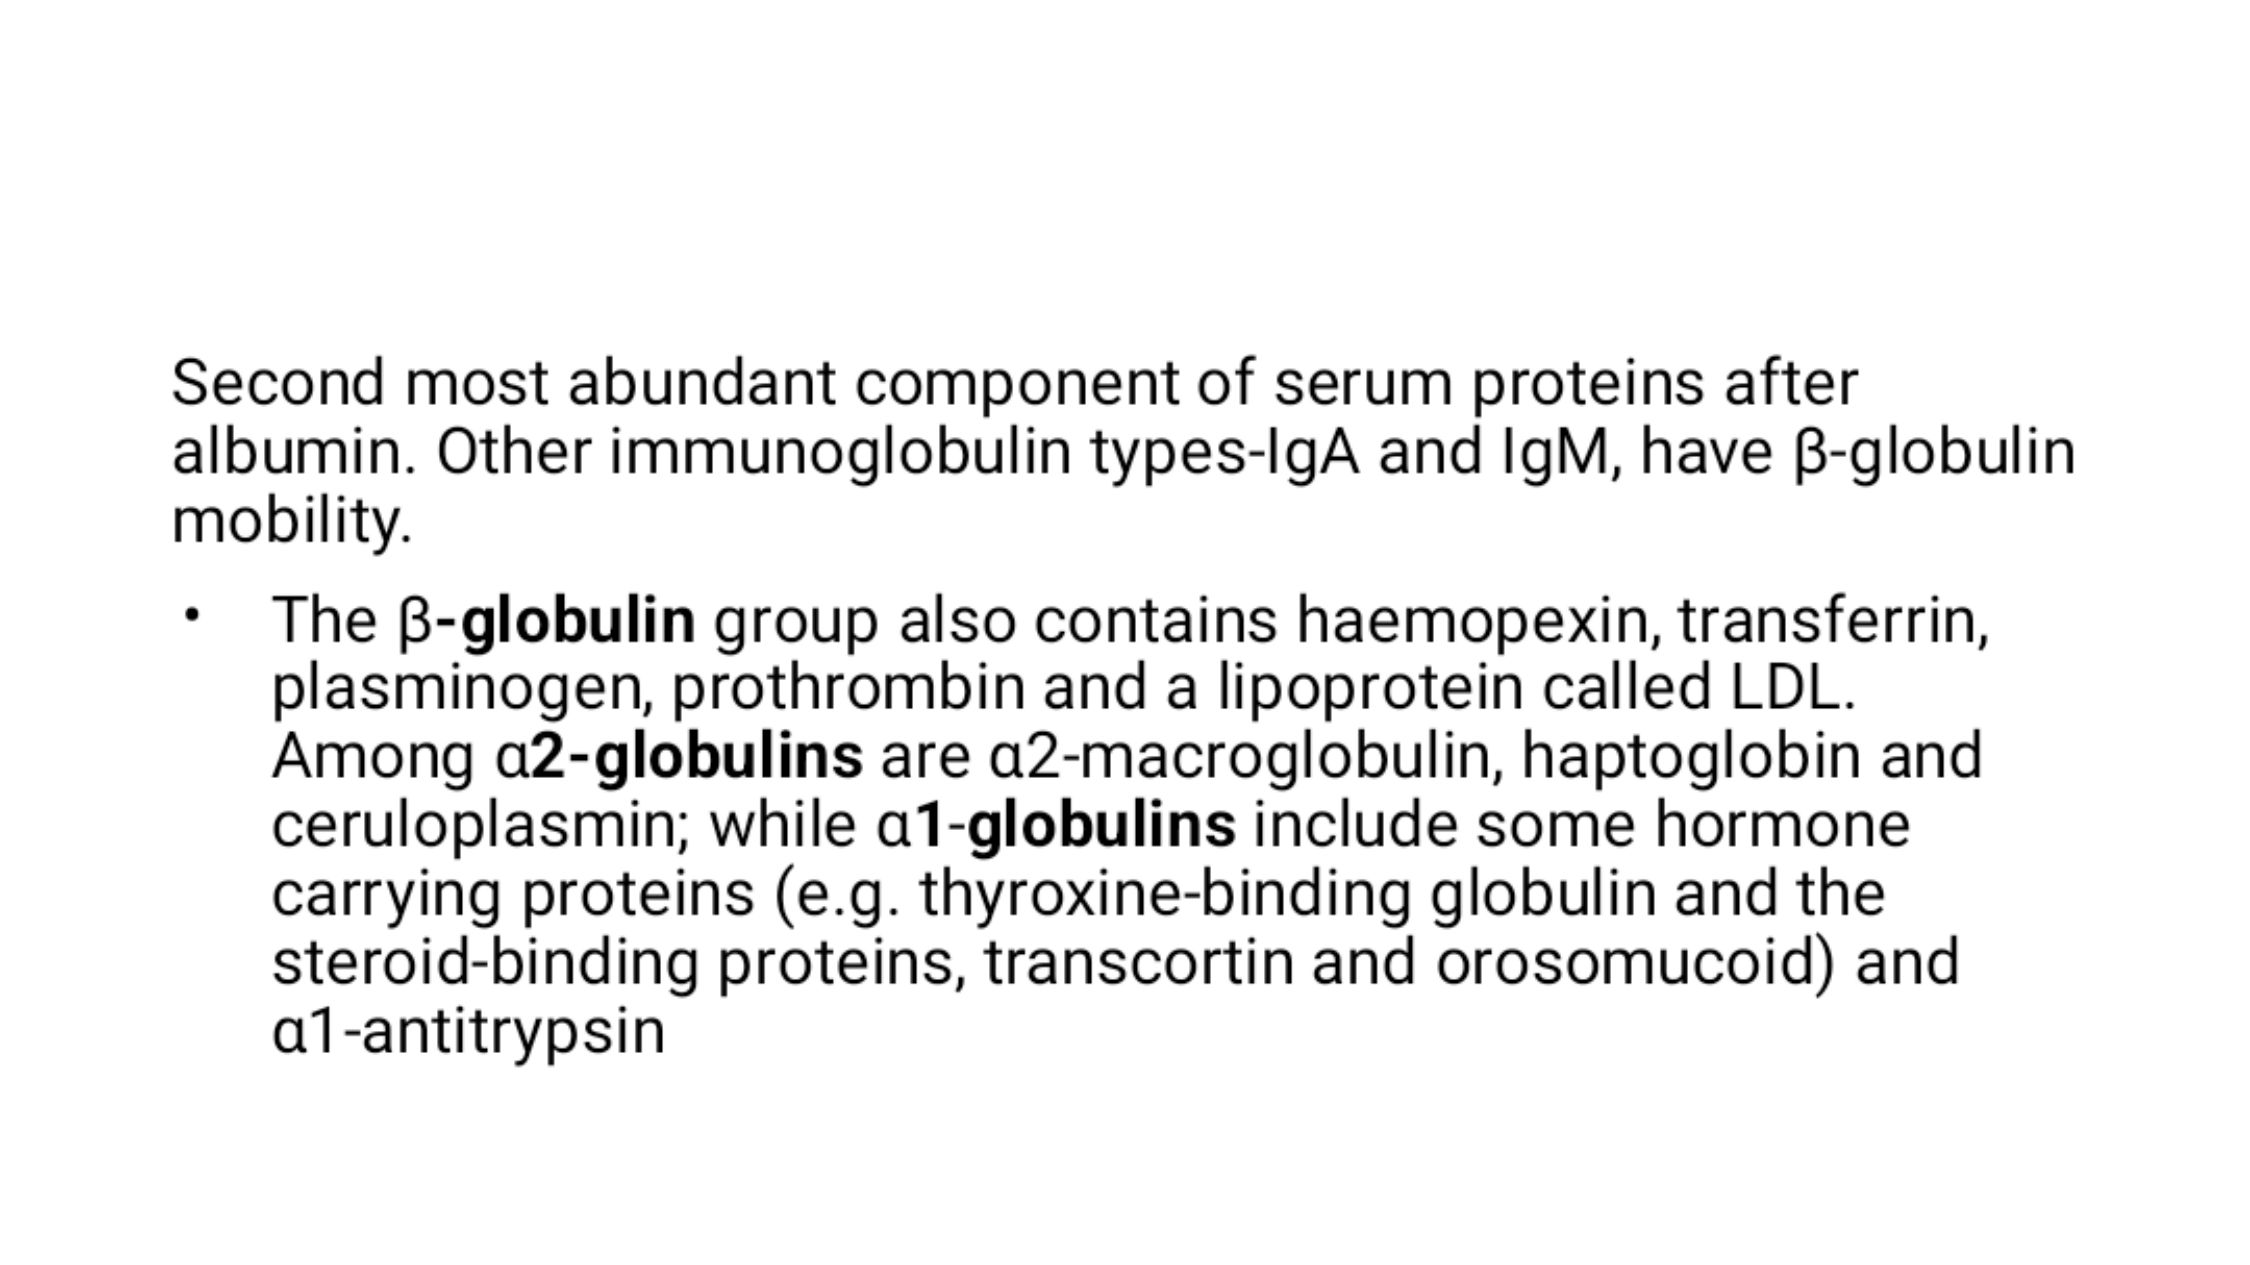 Second most abundant component of serum proteins after
albumin. Other immunoglobulin types-IgA and IgM, have β-globulin
mobility.
• The β-globulin group also contains haemopexin, transferrin,
plasminogen, prothrombin and a lipoprotein called LDL.
Among α2-globulins are α2-macroglobulin, haptoglobin and
ceruloplasmin; while α1-globulins include some hormone
carrying proteins (e.g. thyroxine-binding globulin and the
steroid-binding proteins, transcortin and orosomucoid) and
α1-antitrypsin